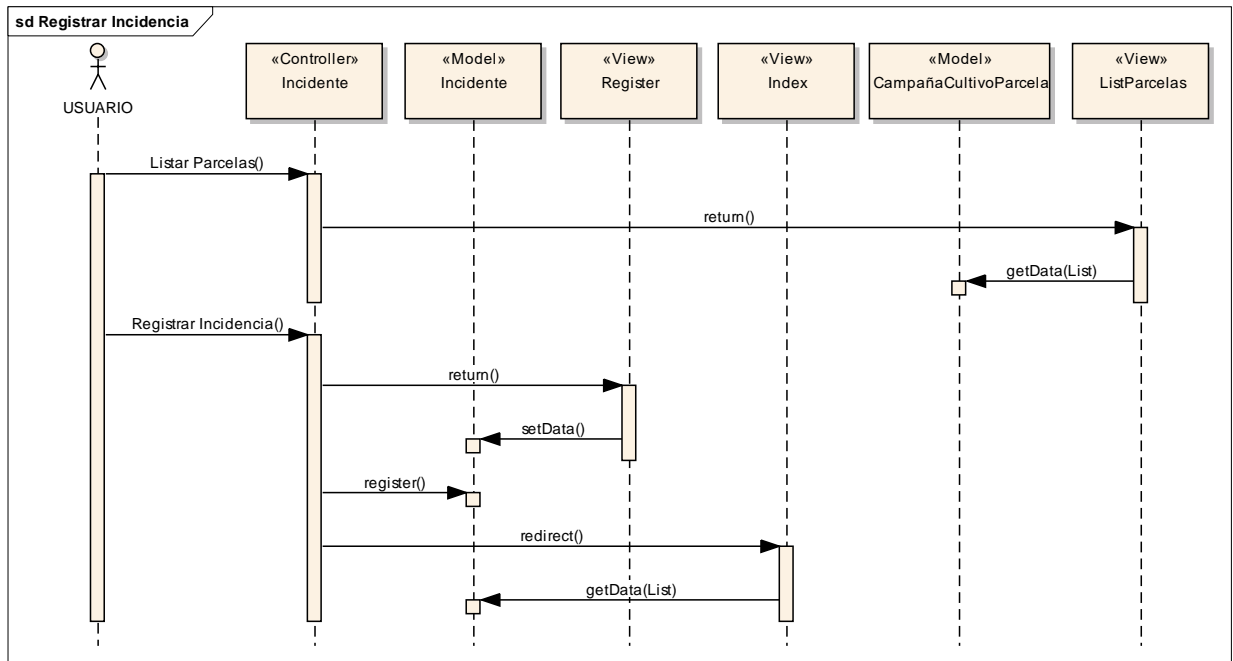 sd Registrar Incidencia
USUARIO
«Controller»
Incidente
«Model»
Incidente
«View»
Register
«View»
Index
«Model»
CampañaCultivoParcela
«View»
ListParcelas
Listar Parcelas()
return()
getData(List)
Registrar Incidencia()
return()
setData()
register()
redirect()
getData(List)